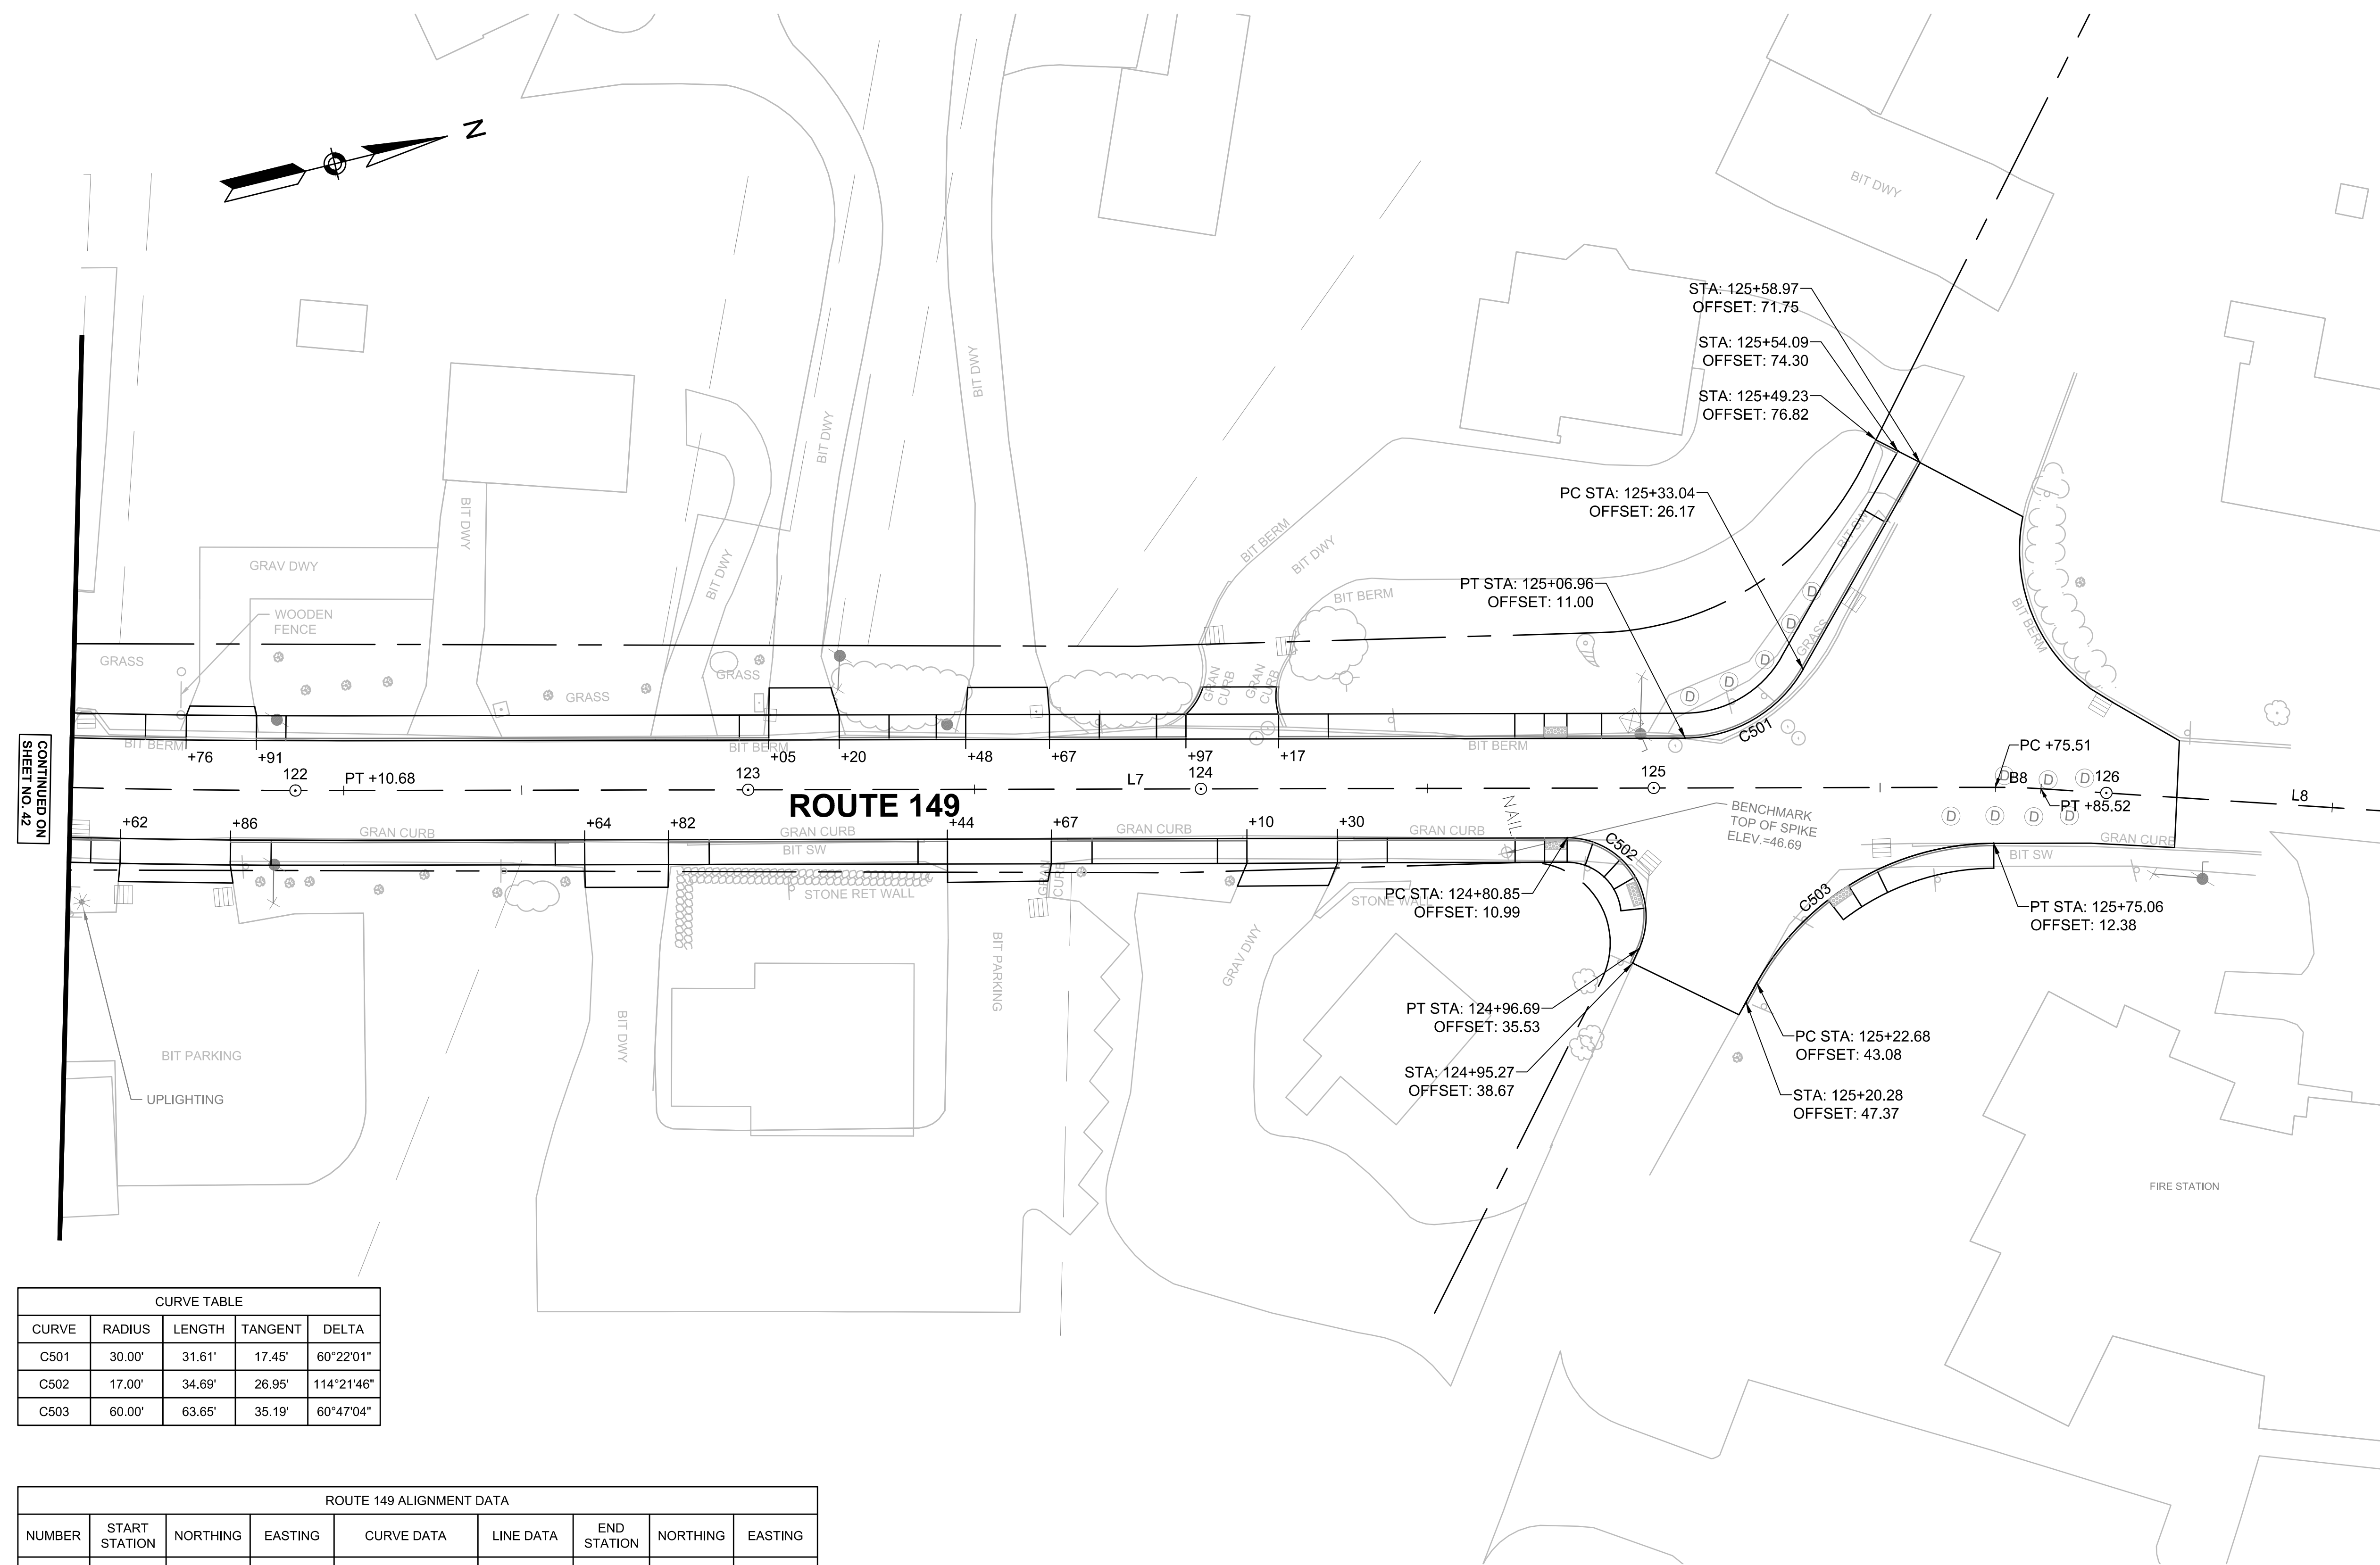 N
BIT DWY
STA: 125+58.97
OFFSET: 71.75
STA: 125+54.09
OFFSET: 74.30
STA: 125+49.23
OFFSET: 76.82
PC STA: 125+33.04
OFFSET: 26.17
PT STA: 125+06.96
OFFSET: 11.00
BIT DWY
BIT DWY
BIT DWY
BIT DWY
BIT BERM
BIT DWY
BIT BERM
BIT SW
GRASS
BIT BERM
GRAV DWY
WOODEN
FENCE
GRASS
GRASS
GRASS
GRAN
CURB
GRAN
CURB
D
D
D
D
D
C501
BIT BERM
BIT BERM
BIT BERM
+76
+91
+05
+20
+48
+67
+97
+17
CONTINUED ON
SHEET NO. 42
122
PT +10.68
123
L7
124
125
PC +75.51
B8
126
L8
PT +85.52
D
D
D
D
D
D
D
ROUTE 149
NAIL
BENCHMARK
TOP OF SPIKE
ELEV.=46.69
+62
+86
+64
+82
+44
+67
+10
+30
GRAN CURB
GRAN CURB
GRAN CURB
GRAN CURB
GRAN CURB
BIT SW
BIT SW
C502
C503
GRAN
CURB
STONE RET WALL
STONE WALL
PC STA: 124+80.85
OFFSET: 10.99
PT STA: 125+75.06
OFFSET: 12.38
GRAV DWY
BIT PARKING
BIT DWY
BIT PARKING
UPLIGHTING
PT STA: 124+96.69
OFFSET: 35.53
STA: 124+95.27
OFFSET: 38.67
PC STA: 125+22.68
OFFSET: 43.08
STA: 125+20.28
OFFSET: 47.37
FIRE STATION
CURVE TABLE
CURVE RADIUS LENGTH TANGENT DELTA
C501 30.00' 31.61' 17.45' 60°22'01"
C502 17.00' 34.69' 26.95' 114°21'46"
C503 60.00' 63.65' 35.19' 60°47'04"
ROUTE 149 ALIGNMENT DATA
NUMBER START STATION NORTHING EASTING CURVE DATA LINE DATA END STATION NORTHING EASTING